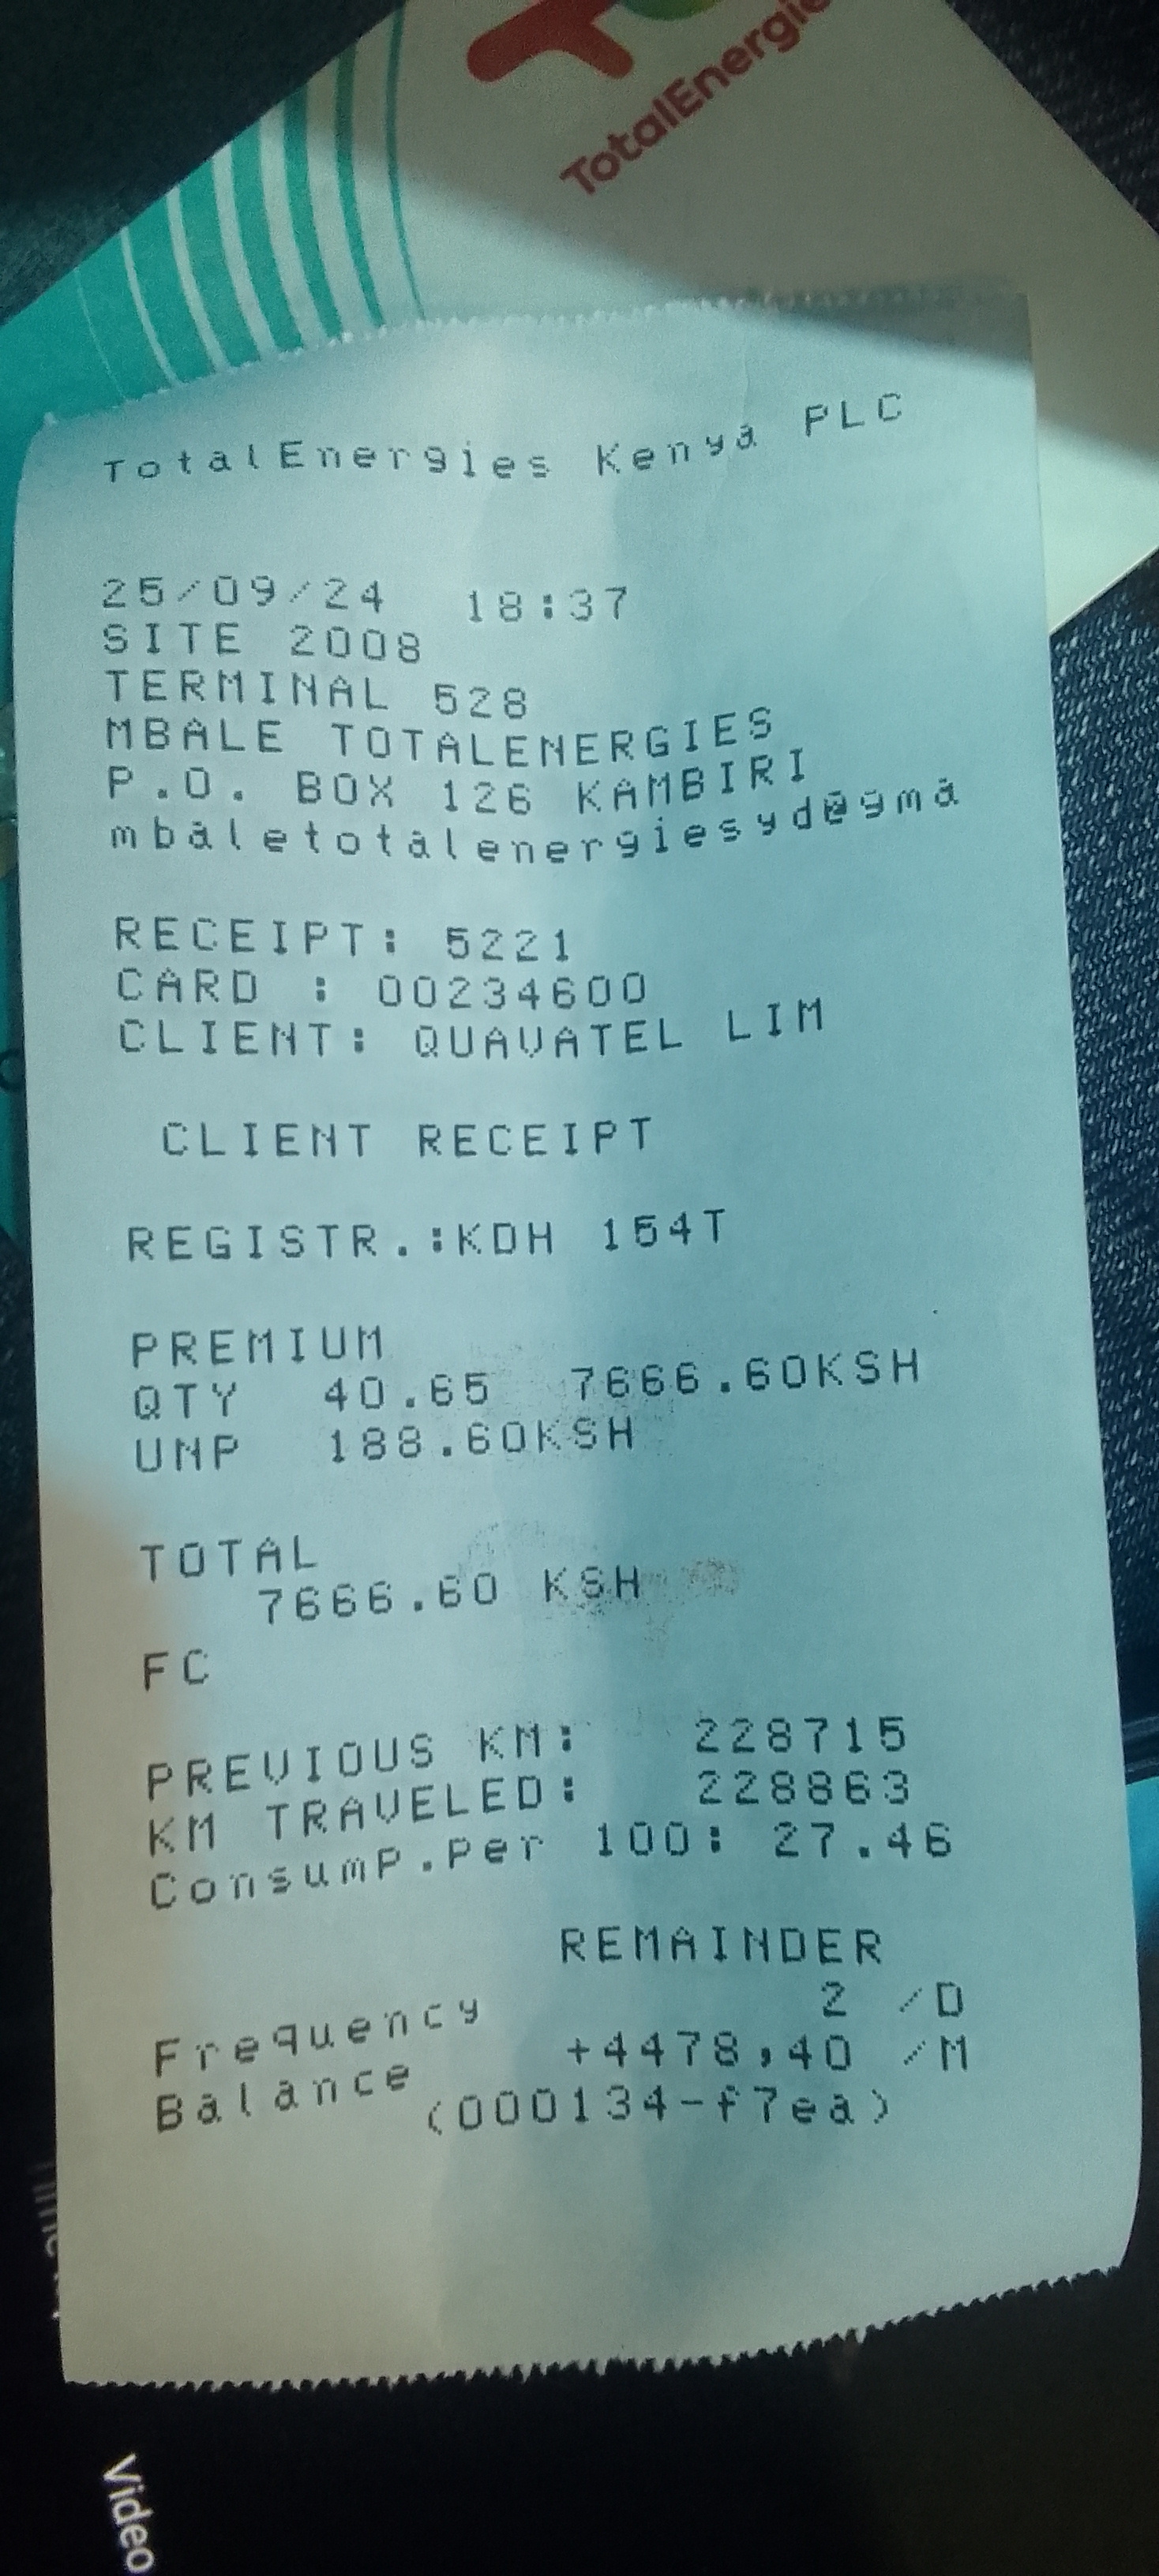 TotalEnergie
TotalEnergies Kenya PLC
25/09/24 18:37
SITE 2008
TERMINAL 528
MBALE TOTALENERGIES
P.O. BOX 126 KAMBIRI
mbaletotalenergiesyd@gma
RECEIPT: 5221
CARD : 00234600
CLIENT: QUAVATEL LIM
CLIENT RECEIPT
REGISTR.:KDH 154T
PREMIUM
QTY 40.65 7666.60KSH
UNP 188.60KSH
TOTAL
7666.60 KSH
FC
PREVIOUS KM: 228715
KM TRAVELED: 228863
Consump.Per 100: 27.46
REMAINDER
Frequency 2 /D
Balance +4478,40 /M
(000134-f7ea)
Video